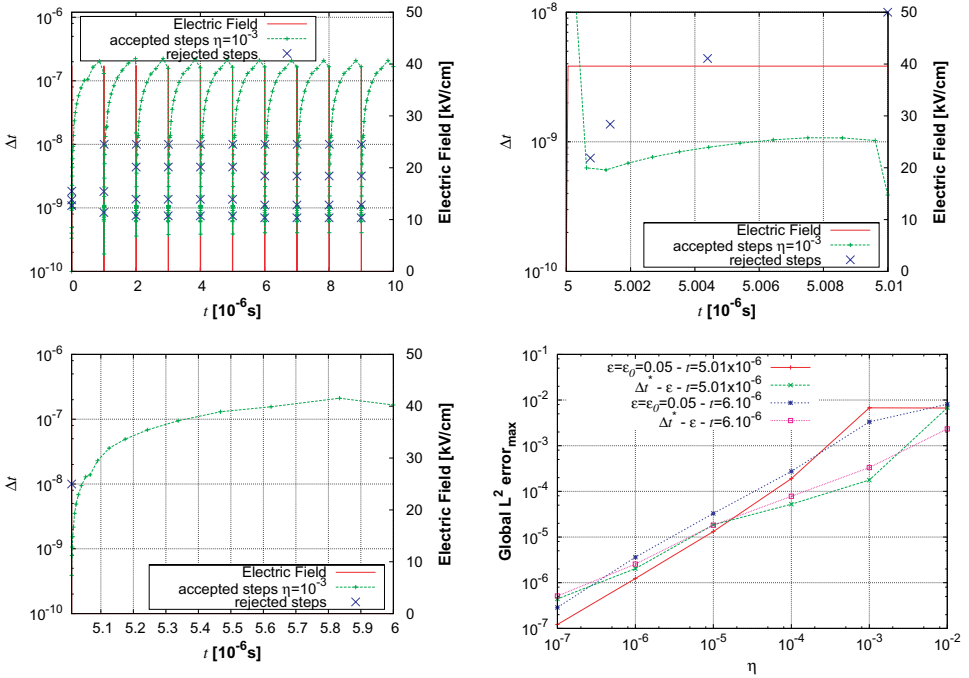 Electric Field
accepted steps η=10⁻³
rejected steps
10⁻⁶
10⁻⁷
10⁻⁸
10⁻⁹
10⁻¹⁰
Δt
0 1 2 3 4 5 6 7 8 9 10
t [10⁻⁶s]
50
40
30
20
10
0
Electric Field [kV/cm]
10⁻⁸
10⁻⁹
10⁻¹⁰
Δt
Electric Field
accepted steps η=10⁻³
rejected steps
5 5.002 5.004 5.006 5.008 5.01
t [10⁻⁶s]
50
40
30
20
10
0
Electric Field [kV/cm]
10⁻⁶
10⁻⁷
10⁻⁸
10⁻⁹
10⁻¹⁰
Δt
Electric Field
accepted steps η=10⁻³
rejected steps
5.1 5.2 5.3 5.4 5.5 5.6 5.7 5.8 5.9 6
t [10⁻⁶s]
50
40
30
20
10
0
Electric Field [kV/cm]
ε=ε₀=0.05 - t=5.01x10⁻⁶
Δt* - ε - t=5.01x10⁻⁶
ε=ε₀=0.05 - t=6.10⁻⁶
Δt* - ε - t=6.10⁻⁶
10⁻¹
10⁻²
10⁻³
10⁻⁴
10⁻⁵
10⁻⁶
10⁻⁷
Global L² error_max
10⁻⁷ 10⁻⁶ 10⁻⁵ 10⁻⁴ 10⁻³ 10⁻²
η